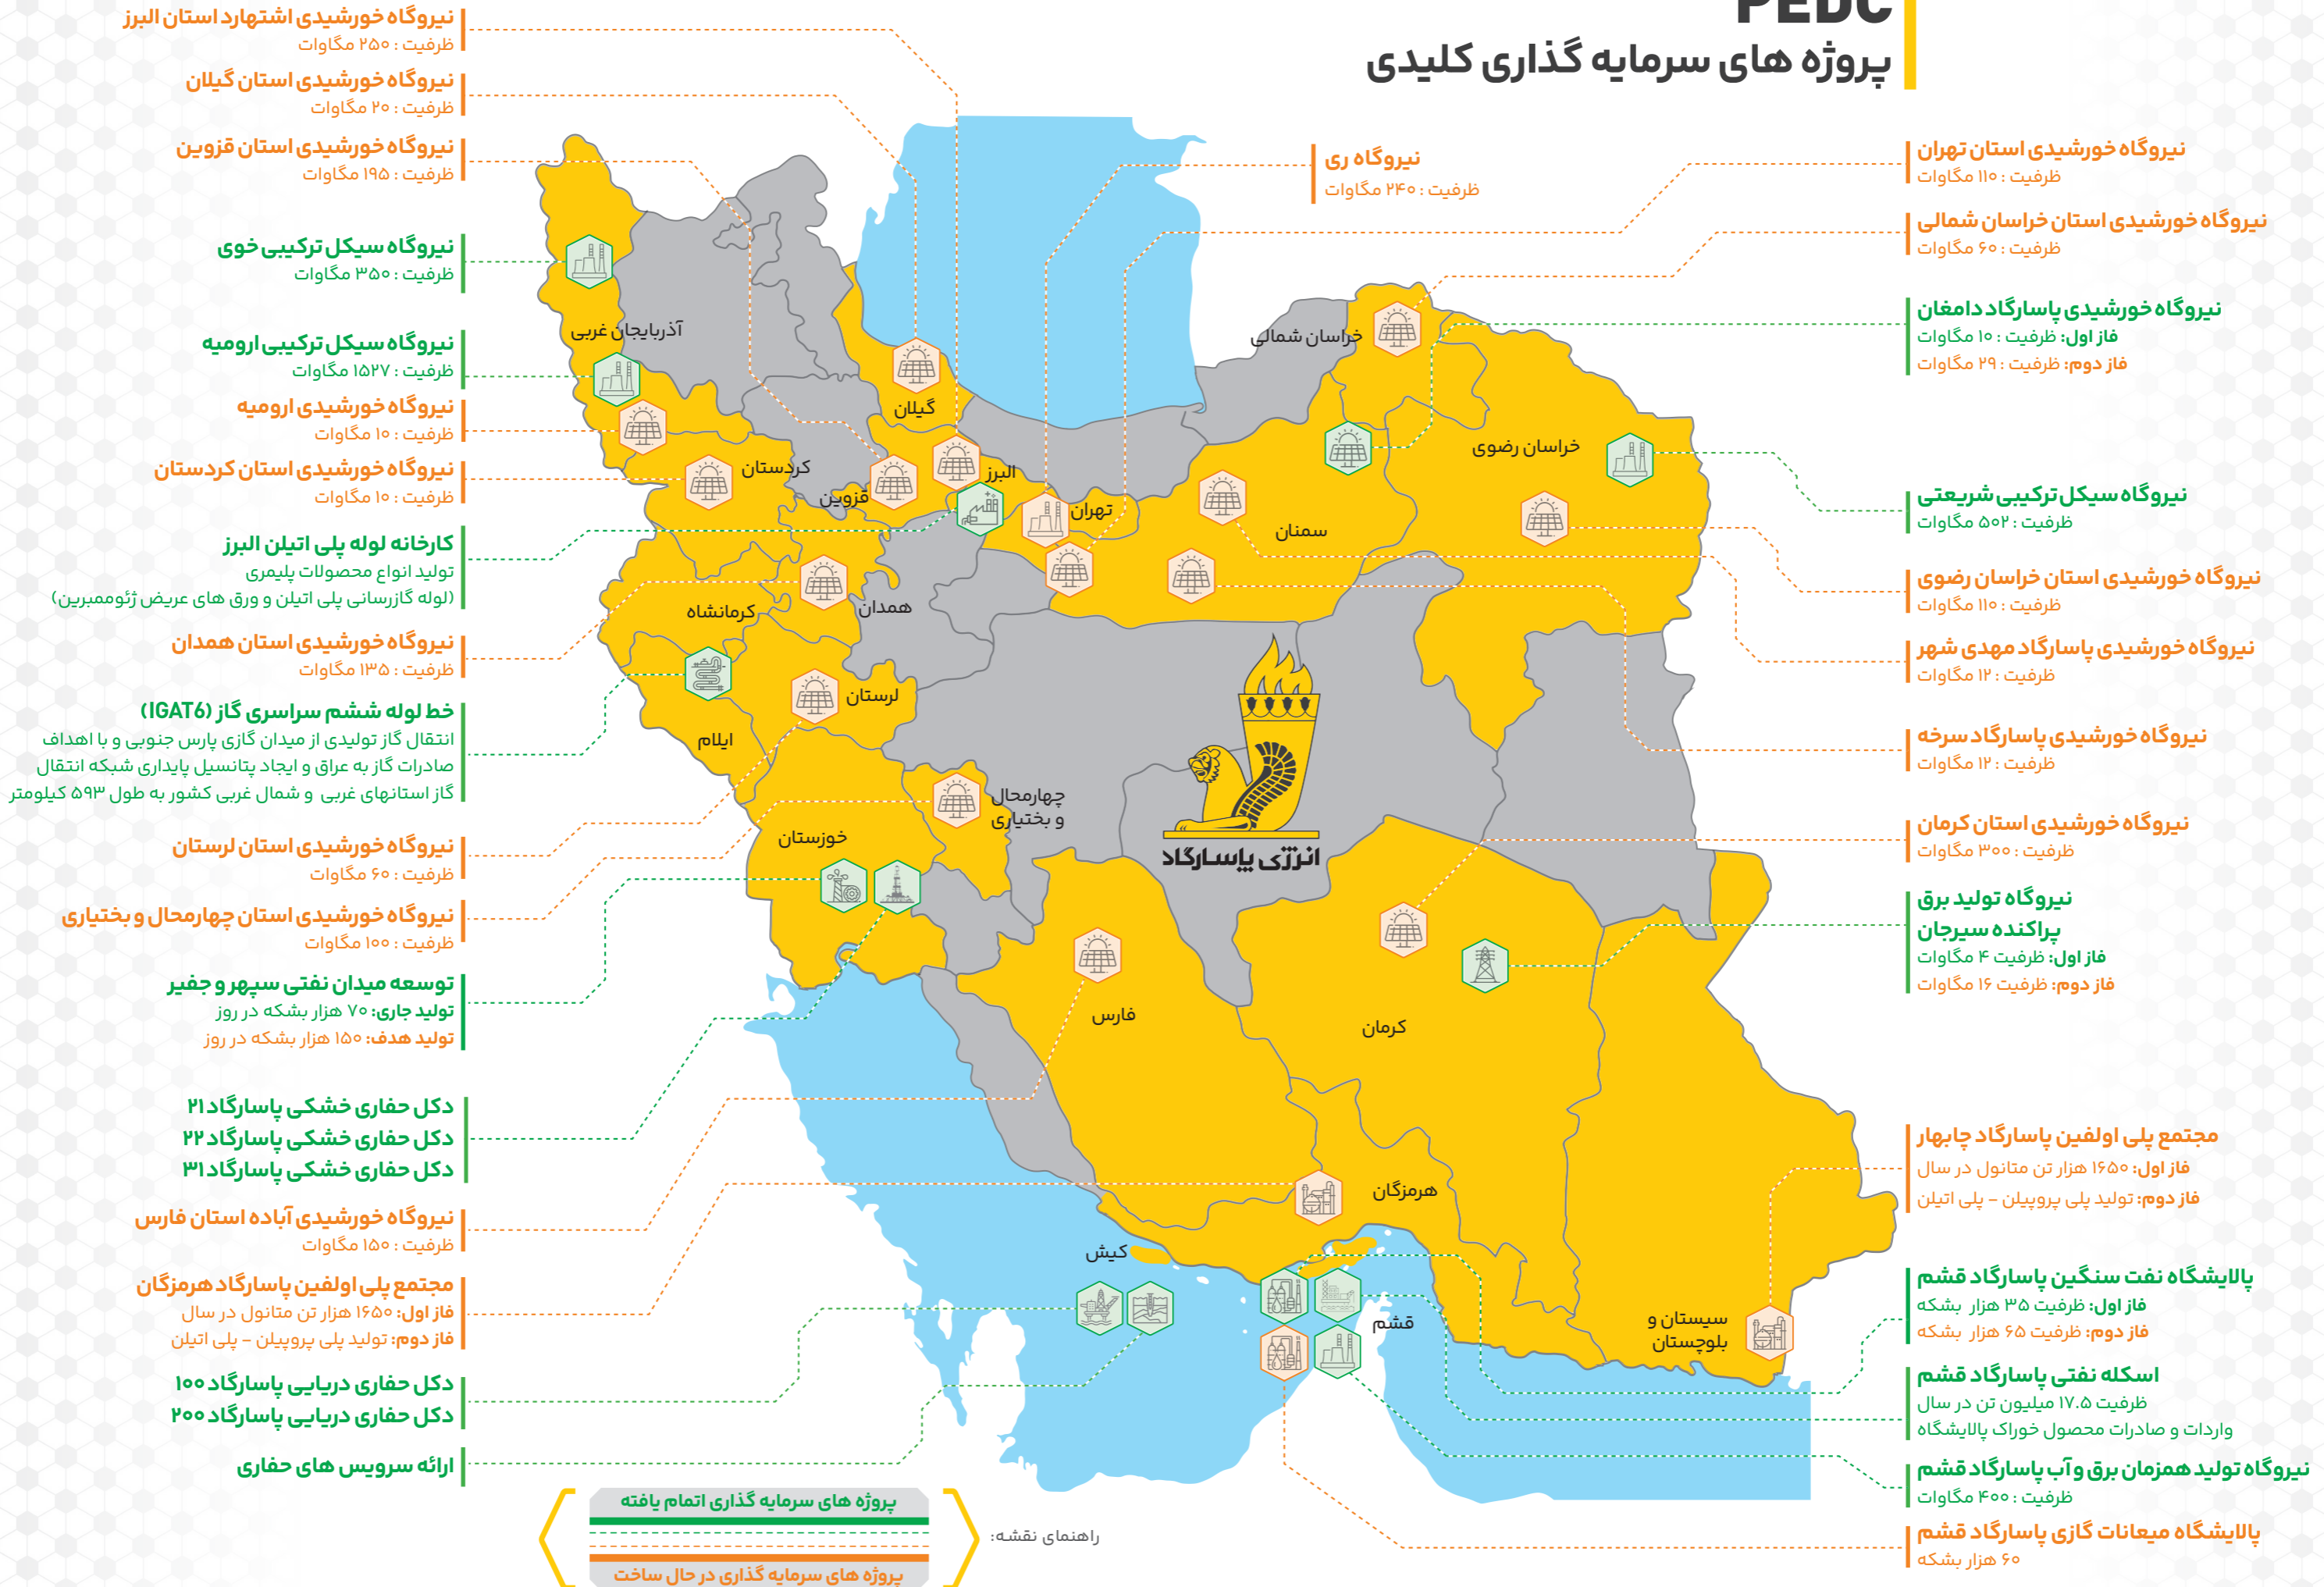 PEDC
پروژه های سرمایه گذاری کلیدی
نیروگاه خورشیدی اشتهارد استان البرز
ظرفیت : ۲۵۰ مگاوات
نیروگاه خورشیدی استان گیلان
ظرفیت : ۲۰ مگاوات
نیروگاه خورشیدی استان قزوین
ظرفیت : ۱۹۵ مگاوات
نیروگاه سیکل ترکیبی خوی
ظرفیت : ۳۵۰ مگاوات
نیروگاه سیکل ترکیبی ارومیه
ظرفیت : ۱۵۲۷ مگاوات
نیروگاه خورشیدی ارومیه
ظرفیت : ۱۰ مگاوات
نیروگاه خورشیدی استان کردستان
ظرفیت : ۱۰ مگاوات
کارخانه لوله پلی اتیلن البرز
تولید انواع محصولات پلیمری
(لوله گازرسانی پلی اتیلن و ورق های عریض ژئوممبرین)
نیروگاه خورشیدی استان همدان
ظرفیت : ۱۳۵ مگاوات
خط لوله ششم سراسری گاز (IGAT6)
انتقال گاز تولیدی از میدان گازی پارس جنوبی و با اهداف
صادرات گاز به عراق و ایجاد پتانسیل پایداری شبکه انتقال
گاز استانهای غربی و شمال غربی کشور به طول ۵۹۳ کیلومتر
نیروگاه خورشیدی استان لرستان
ظرفیت : ۶۰ مگاوات
نیروگاه خورشیدی استان چهارمحال و بختیاری
ظرفیت : ۱۰۰ مگاوات
توسعه میدان نفتی سپهر و جفیر
تولید جاری: ۷۰ هزار بشکه در روز
تولید هدف: ۱۵۰ هزار بشکه در روز
دکل حفاری خشکی پاسارگاد ۲۱
دکل حفاری خشکی پاسارگاد ۲۲
دکل حفاری خشکی پاسارگاد ۳۱
نیروگاه خورشیدی آباده استان فارس
ظرفیت : ۱۵۰ مگاوات
مجتمع پلی اولفین پاسارگاد هرمزگان
فاز اول: ۱۶۵۰ هزار تن متانول در سال
فاز دوم: تولید پلی پروپیلن - پلی اتیلن
دکل حفاری دریایی پاسارگاد ۱۰۰
دکل حفاری دریایی پاسارگاد ۲۰۰
ارائه سرویس های حفاری
نیروگاه ری
ظرفیت : ۲۴۰ مگاوات
نیروگاه خورشیدی استان تهران
ظرفیت : ۱۱۰ مگاوات
نیروگاه خورشیدی استان خراسان شمالی
ظرفیت : ۶۰ مگاوات
نیروگاه خورشیدی پاسارگاد دامغان
فاز اول: ظرفیت : ۱۰ مگاوات
فاز دوم: ظرفیت : ۲۹ مگاوات
نیروگاه سیکل ترکیبی شریعتی
ظرفیت : ۵۰۲ مگاوات
نیروگاه خورشیدی استان خراسان رضوی
ظرفیت : ۱۱۰ مگاوات
نیروگاه خورشیدی پاسارگاد مهدی شهر
ظرفیت : ۱۲ مگاوات
نیروگاه خورشیدی پاسارگاد سرخه
ظرفیت : ۱۲ مگاوات
نیروگاه خورشیدی استان کرمان
ظرفیت : ۳۰۰ مگاوات
نیروگاه تولید برق
پراکنده سیرجان
فاز اول: ظرفیت ۴ مگاوات
فاز دوم: ظرفیت ۱۶ مگاوات
مجتمع پلی اولفین پاسارگاد چابهار
فاز اول: ۱۶۵۰ هزار تن متانول در سال
فاز دوم: تولید پلی پروپیلن - پلی اتیلن
پالایشگاه نفت سنگین پاسارگاد قشم
فاز اول: ظرفیت ۳۵ هزار بشکه
فاز دوم: ظرفیت ۶۵ هزار بشکه
اسکله نفتی پاسارگاد قشم
ظرفیت ۱۷.۵ میلیون تن در سال
واردات و صادرات محصول خوراک پالایشگاه
نیروگاه تولید همزمان برق و آب پاسارگاد قشم
ظرفیت : ۴۰۰ مگاوات
پالایشگاه میعانات گازی پاسارگاد قشم
۶۰ هزار بشکه
آذربایجان غربی
گیلان
کردستان
قزوین
البرز
تهران
سمنان
خراسان شمالی
خراسان رضوی
همدان
کرمانشاه
لرستان
ایلام
چهارمحال
و بختیاری
خوزستان
انرژی پاسارگاد
فارس
کرمان
هرمزگان
کیش
قشم
سیستان و
بلوچستان
راهنمای نقشه:
پروژه های سرمایه گذاری اتمام یافته
پروژه های سرمایه گذاری در حال ساخت